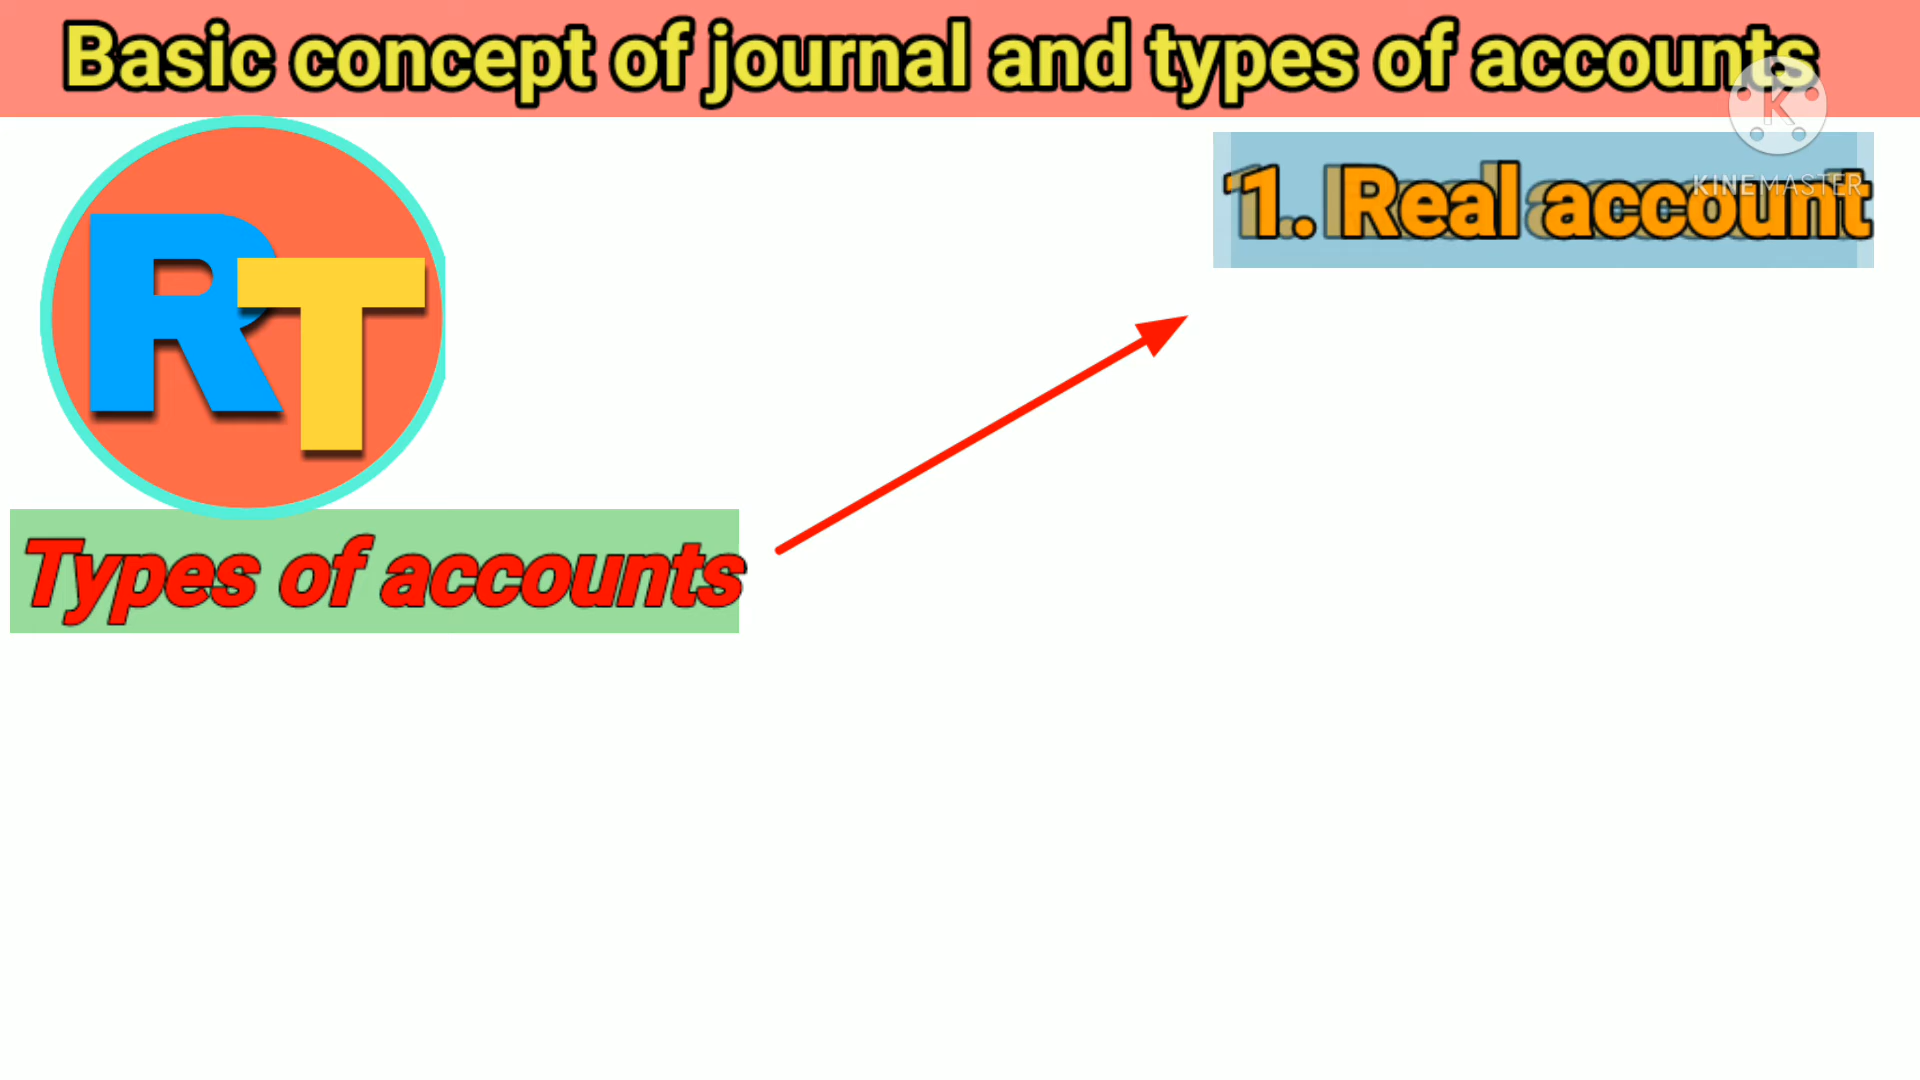 Basic concept of journal and types of accounts
1. Real account
KINEMASTER
RT
Types of accounts